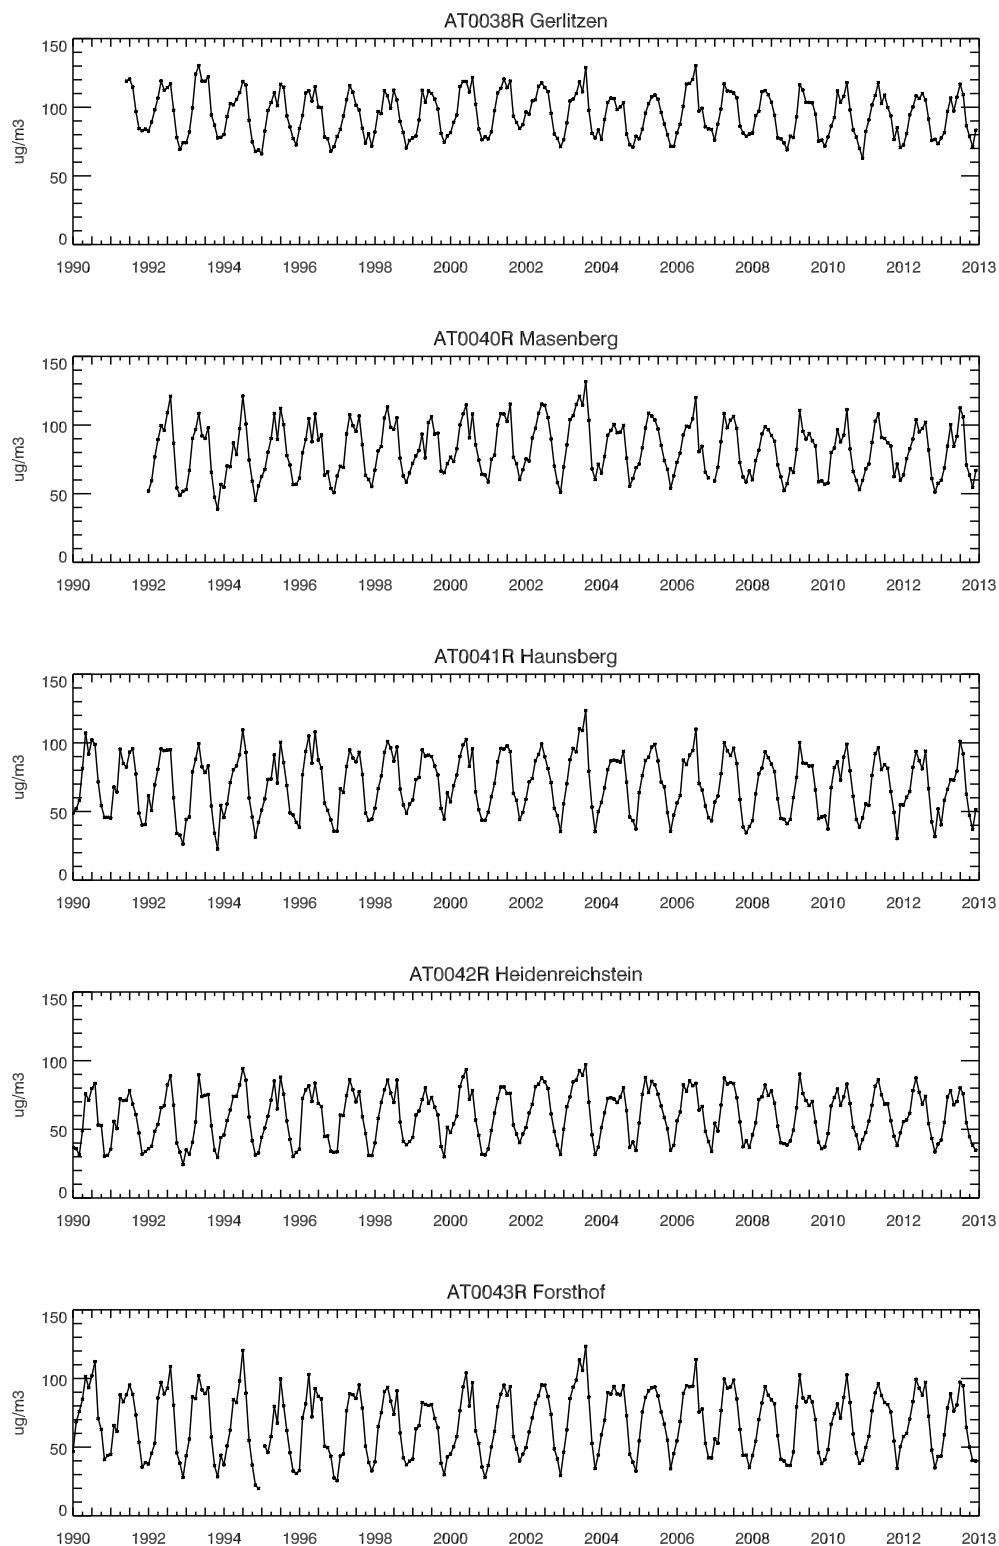 AT0038R Gerlitzen
150
100
50
0
ug/m3
1990 1992 1994 1996 1998 2000 2002 2004 2006 2008 2010 2012 2013
AT0040R Masenberg
150
100
50
0
ug/m3
1990 1992 1994 1996 1998 2000 2002 2004 2006 2008 2010 2012 2013
AT0041R Haunsberg
150
100
50
0
ug/m3
1990 1992 1994 1996 1998 2000 2002 2004 2006 2008 2010 2012 2013
AT0042R Heidenreichstein
150
100
50
0
ug/m3
1990 1992 1994 1996 1998 2000 2002 2004 2006 2008 2010 2012 2013
AT0043R Forsthof
150
100
50
0
ug/m3
1990 1992 1994 1996 1998 2000 2002 2004 2006 2008 2010 2012 2013